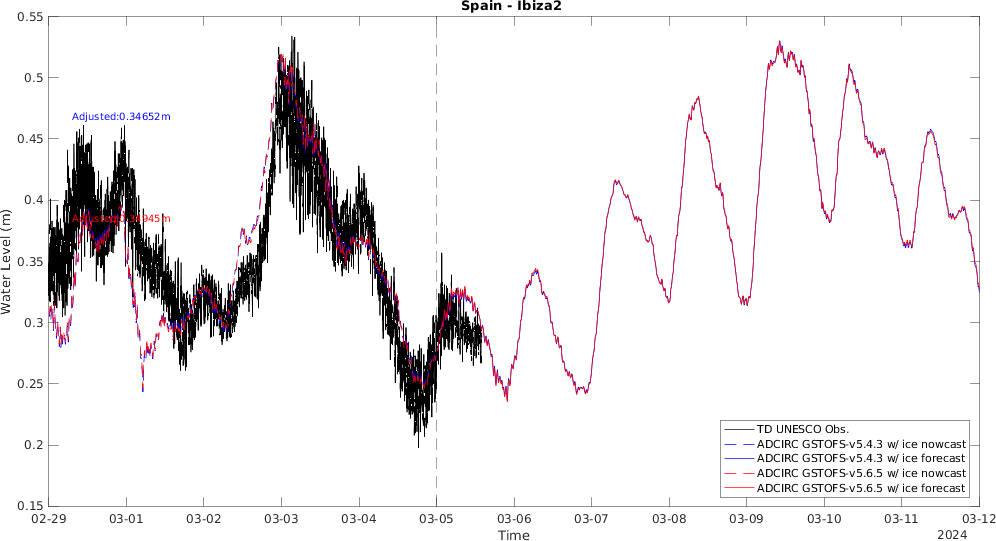 Spain - Ibiza2
0.55
0.5
0.45
0.4
0.35
0.3
0.25
0.2
0.15
Water Level (m)
Adjusted:0.34652m
02-29
03-01
03-02
03-03
03-04
03-05
03-06
03-07
03-08
03-09
03-10
03-11
03-12
Time
2024
TD UNESCO Obs.
ADCIRC GSTOFS-v5.4.3 w/ ice nowcast
ADCIRC GSTOFS-v5.4.3 w/ ice forecast
ADCIRC GSTOFS-v5.6.5 w/ ice nowcast
ADCIRC GSTOFS-v5.6.5 w/ ice forecast